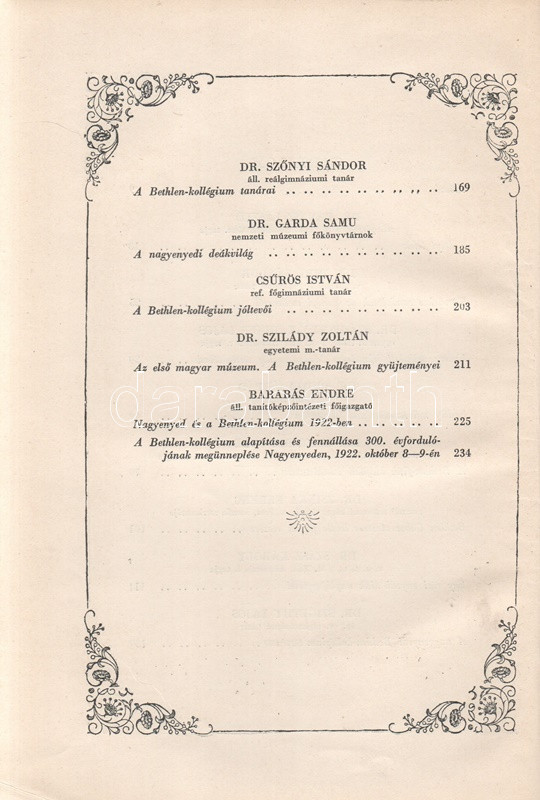 DR. SZŐNYI SÁNDOR
áll. reálgimnáziumi tanár
A Bethlen-kollégium tanárai .. .. .. .. .. .. .. „ „ .. 169
DR. GARDA SAMU
nemzeti múzeumi főkönyvtárnok
A nagyenyedi deákvilág .. .. .. .. .. .. .. .. .. .. .. 185
CSŰRÖS ISTVÁN
ref. főgimnáziumi tanár
A Bethlen-kollégium jóltevői .. .. .. .. .. .. .. .. .. .. 203
DR. SZILÁDY ZOLTÁN
egyetemi m.-tanár
Az első magyar múzeum. A Bethlen-kollégium gyüjteményei 211
BARABÁS ENDRE
áll. tanítóképzőintézeti főigazgató
Nagyenyed és a Bethlen-kollégium 1922-ben .. .. .. .. .. 225
A Bethlen-kollégium alapítása és fennállása 300. évforduló-
jának megünneplése Nagyenyeden, 1922. október 8—9-én 234
darabanth